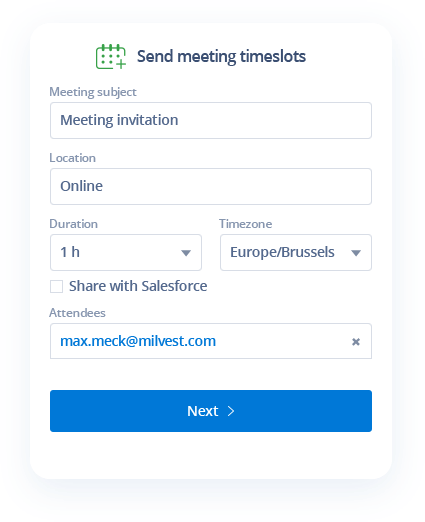 Send meeting timeslots
Meeting subject
Meeting invitation
Location
Online
Duration
Timezone
1 h
Europe/Brussels
Share with Salesforce
Attendees
max.meck@milvest.com
Next